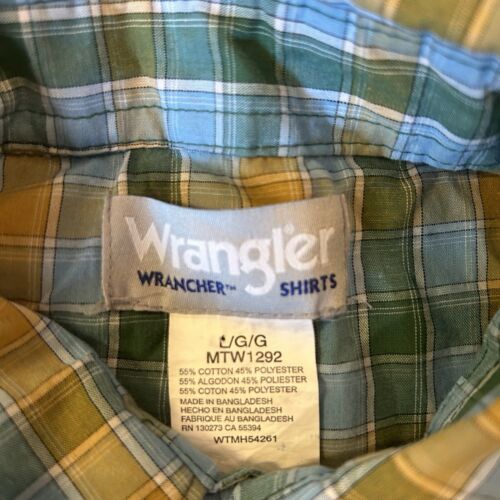 Wrangler
WRANCHER™ SHIRTS
L/G/G
MTW1292
55% COTTON 45% POLYESTER
55% ALGODON 45% POLIESTER
55% COTON 45% POLYESTER
MADE IN BANGLADESH
HECHO EN BANGLADESH
FABRIQUE AU BANGLADESH
RN 130273 CA 55394
WTMH54261